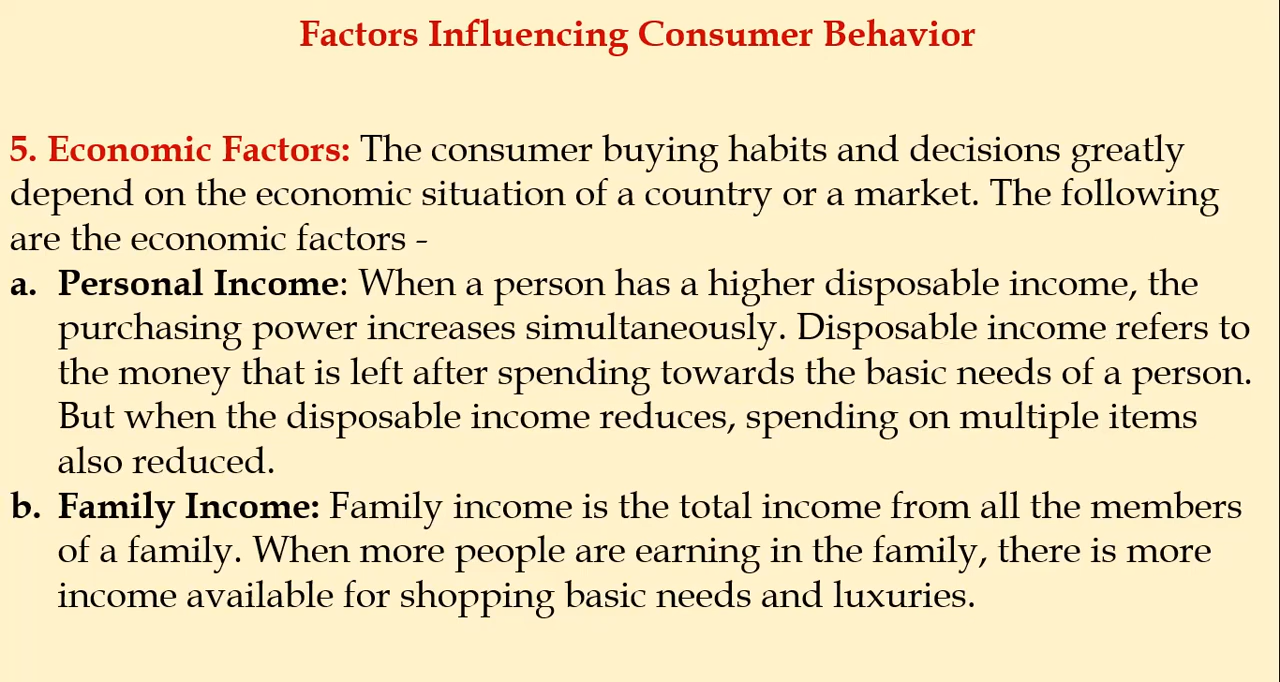 Factors Influencing Consumer Behavior
5. Economic Factors: The consumer buying habits and decisions greatly
depend on the economic situation of a country or a market. The following
are the economic factors -
a. Personal Income: When a person has a higher disposable income, the
purchasing power increases simultaneously. Disposable income refers to
the money that is left after spending towards the basic needs of a person.
But when the disposable income reduces, spending on multiple items
also reduced.
b. Family Income: Family income is the total income from all the members
of a family. When more people are earning in the family, there is more
income available for shopping basic needs and luxuries.